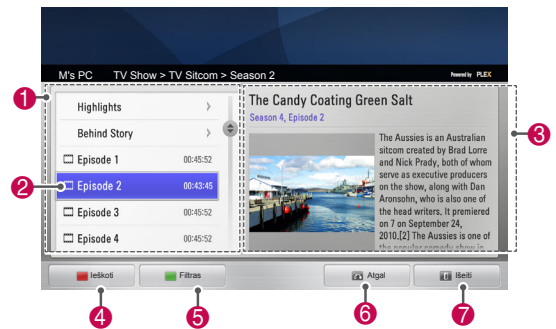 M's PC TV Show > TV Sitcom > Season 2
Powered by PLEX
1
Highlights
Behind Story
Episode 1 00:45:52
2
Episode 2 00:43:45
Episode 3 00:45:52
Episode 4 00:45:52
The Candy Coating Green Salt
Season 4, Episode 2
The Aussies is an Australian
sitcom created by Brad Lorre
and Nick Prady, both of whom
serve as executive producers
on the show, along with Dan
Aronsohn, who is also one of
the head writers, It premiered
on 7 on September 24,
2010.[2] The Aussies is one of
the popular comedy show in
3
Ieškoti
Filtras
Atgal
Išeiti
4
5
6
7